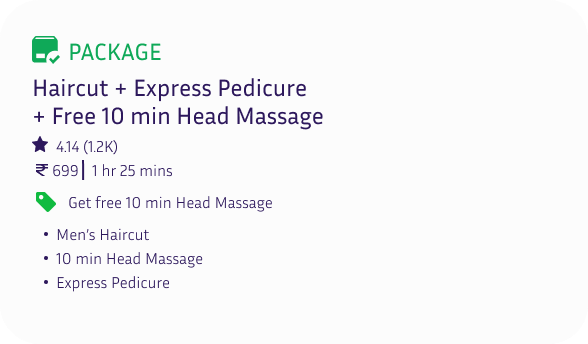 PACKAGE
Haircut + Express Pedicure
+ Free 10 min Head Massage
4.14 (1.2K)
₹ 699 | 1 hr 25 mins
Get free 10 min Head Massage
• Men’s Haircut
• 10 min Head Massage
• Express Pedicure